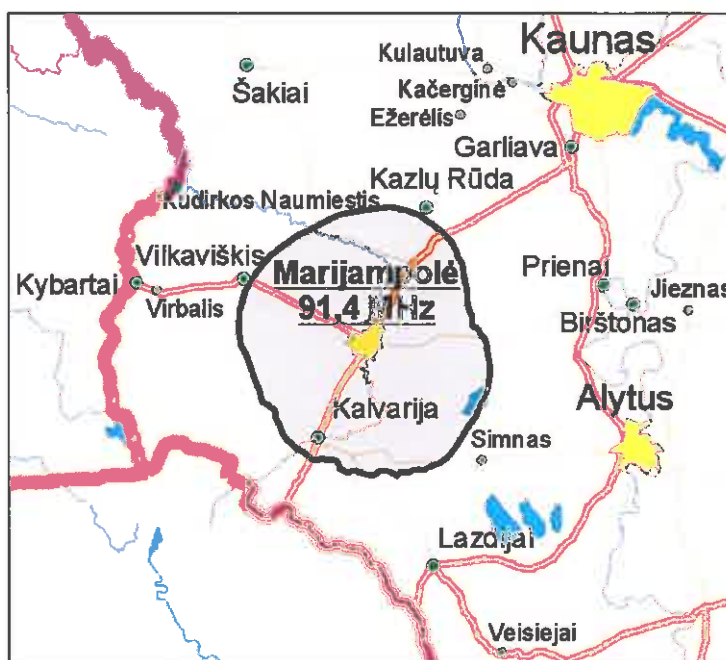 Kaunas
Kulautuva
Šakiai
Kačerginė
Ežerėlis
Garliava
Kazlų Rūda
Kudirkos Naumiestis
Vilkaviškis
Marijampolė
91,4 MHz
Kybartai
Virbalis
Prienai
Jieznas
Birštonas
Kalvarija
Alytus
Simnas
Lazdijai
Veisiejai